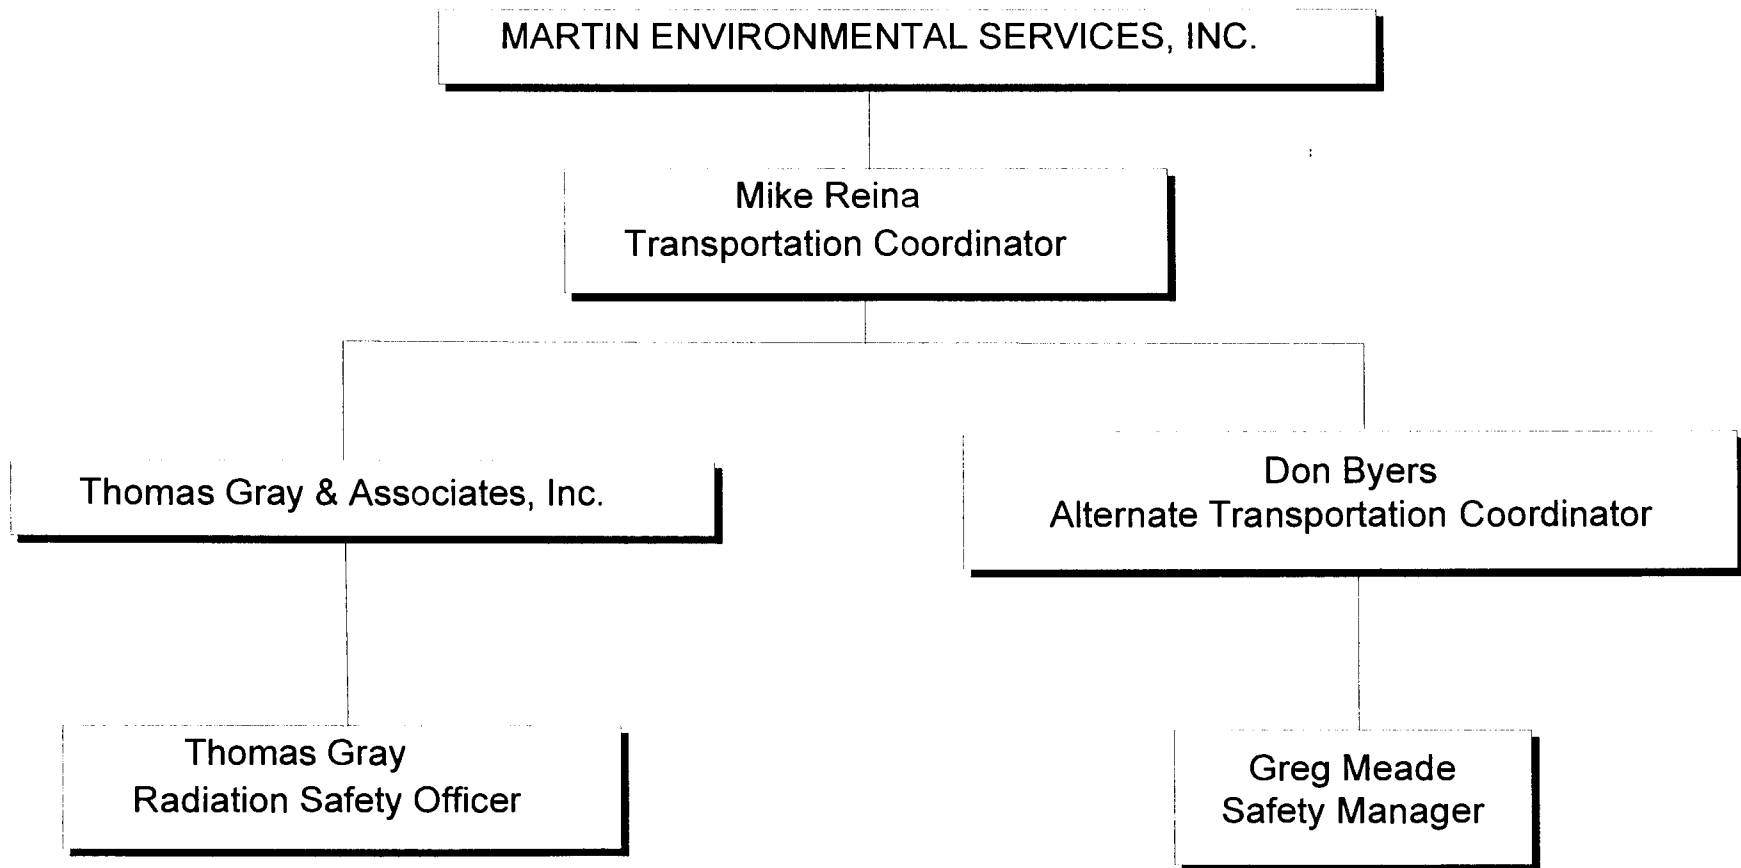 MARTIN ENVIRONMENTAL SERVICES, INC.
Mike Reina
Transportation Coordinator
Thomas Gray & Associates, Inc.
Don Byers
Alternate Transportation Coordinator
Thomas Gray
Radiation Safety Officer
Greg Meade
Safety Manager